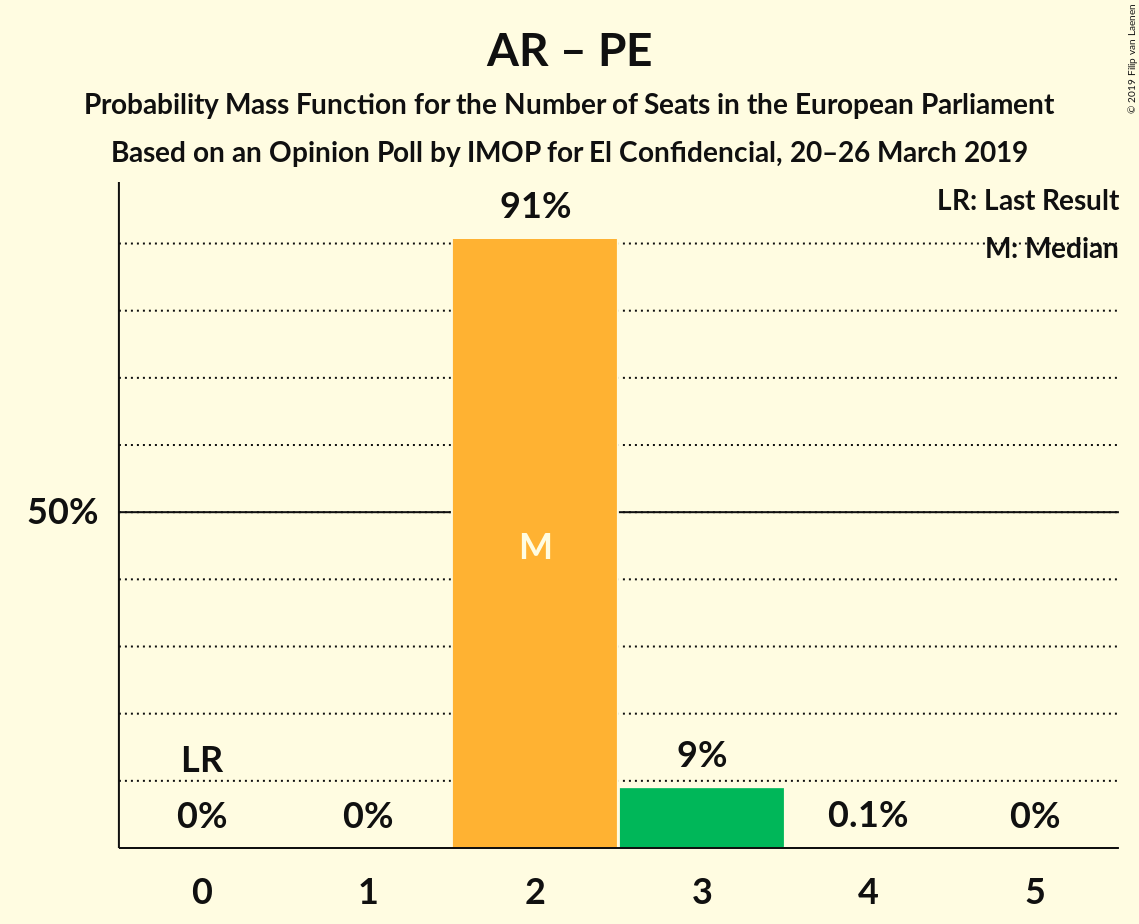 AR – PE
Probability Mass Function for the Number of Seats in the European Parliament
Based on an Opinion Poll by IMOP for El Confidencial, 20–26 March 2019
© 2019 Filip van Laenen
LR: Last Result
M: Median
91%
50%
M
LR
9%
0%
0%
0.1%
0%
0 1 2 3 4 5